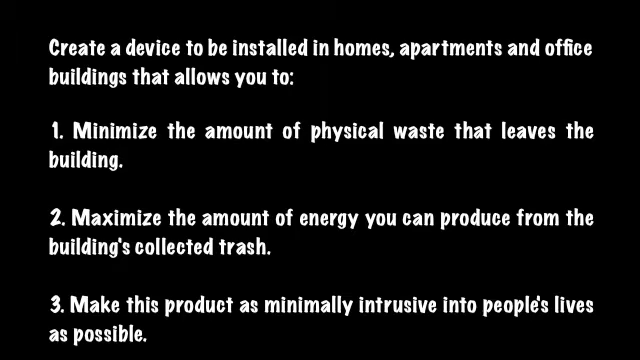 Create a device to be installed in homes, apartments and office
buildings that allows you to:
1. Minimize the amount of physical waste that leaves the
building.
2. Maximize the amount of energy you can produce from the
building's collected trash.
3. Make this product as minimally intrusive into people's lives
as possible.